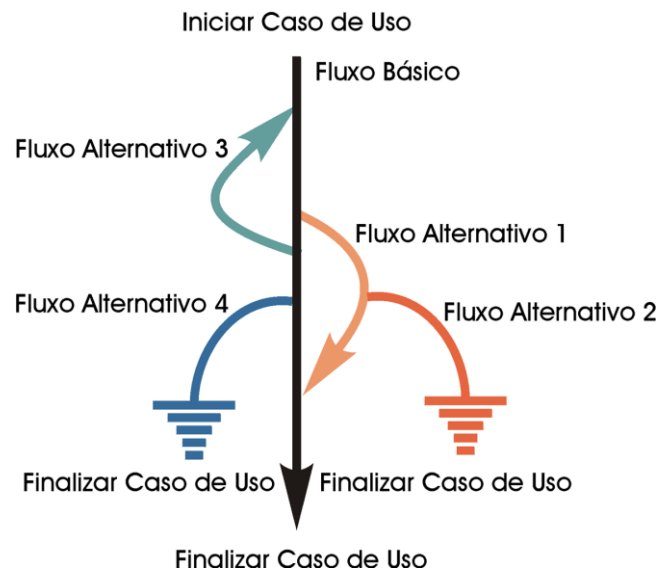 Iniciar Caso de Uso
Fluxo Básico
Fluxo Alternativo 3
Fluxo Alternativo 1
Fluxo Alternativo 4
Fluxo Alternativo 2
Finalizar Caso de Uso
Finalizar Caso de Uso
Finalizar Caso de Uso